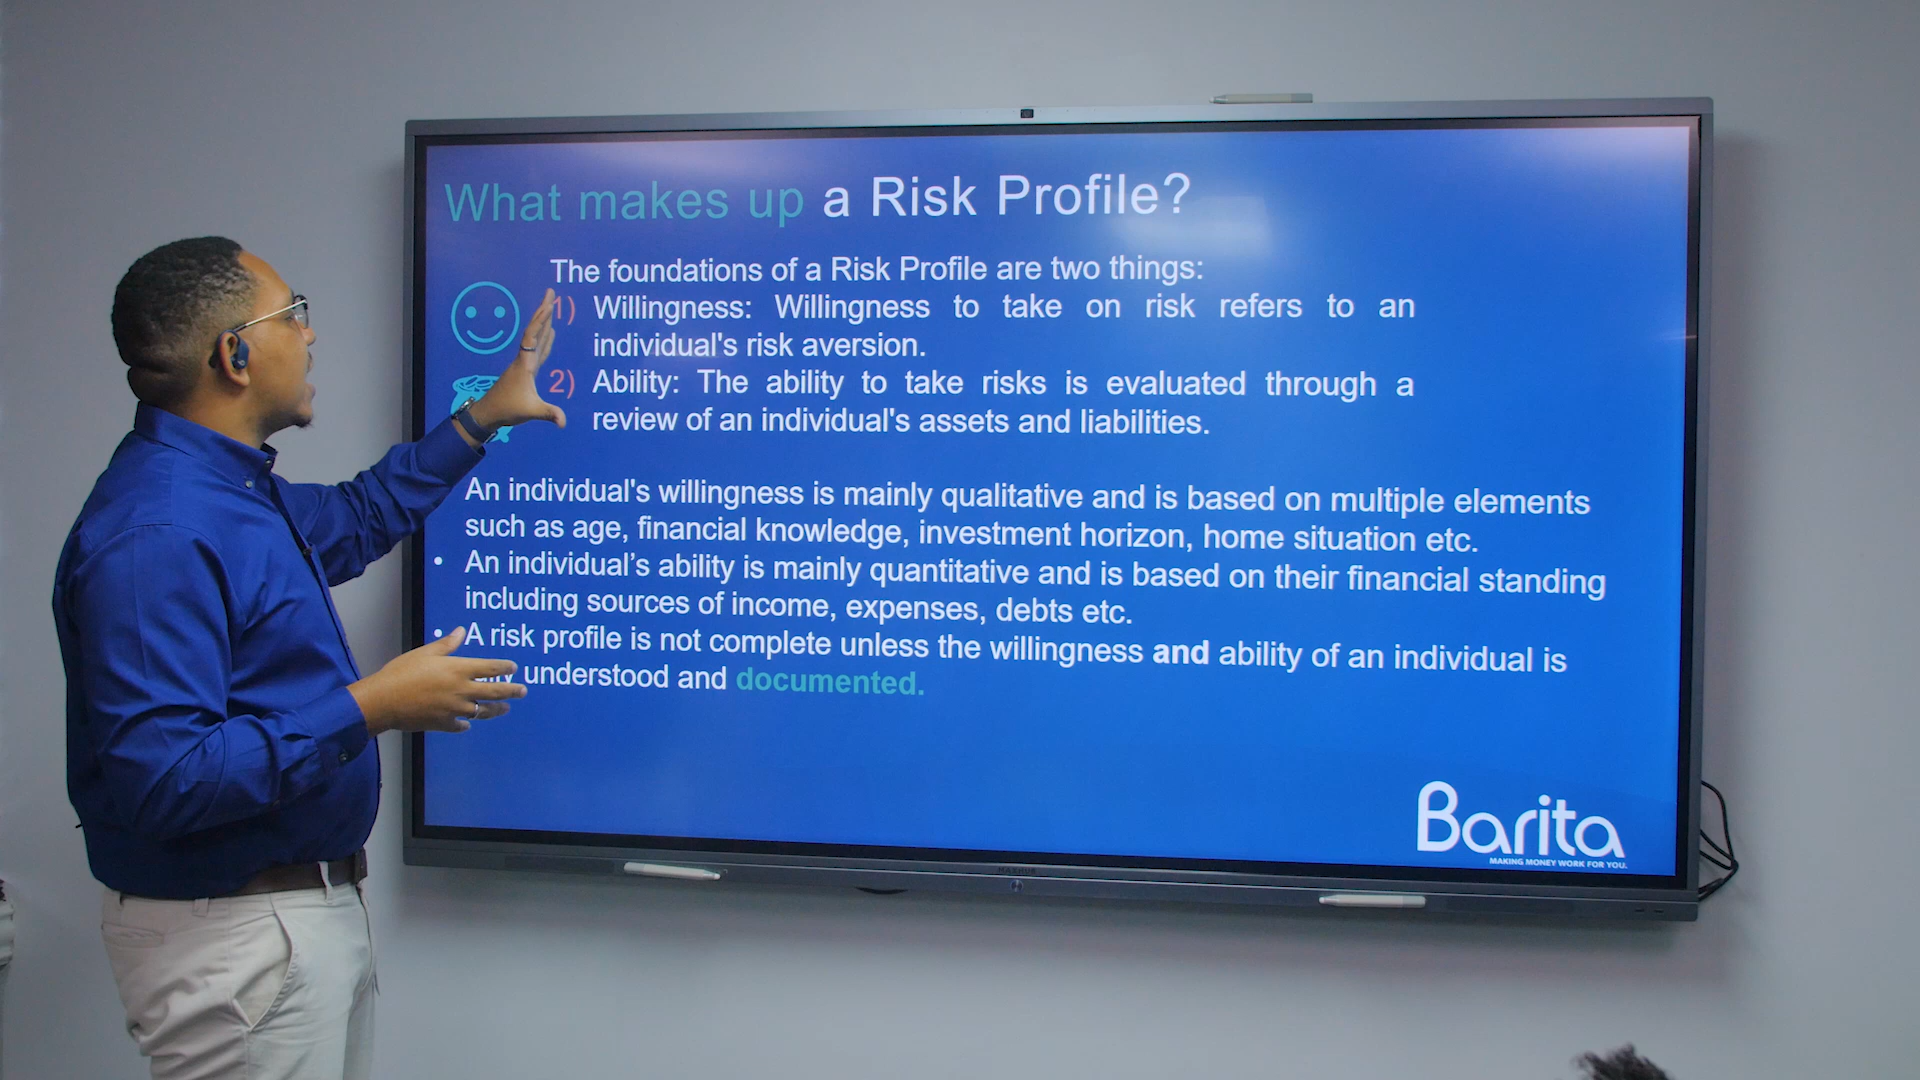 What makes up a Risk Profile?
The foundations of a Risk Profile are two things:
1) Willingness: Willingness to take on risk refers to an
individual's risk aversion.
2) Ability: The ability to take risks is evaluated through a
review of an individual's assets and liabilities.
An individual's willingness is mainly qualitative and is based on multiple elements
such as age, financial knowledge, investment horizon, home situation etc.
• An individual’s ability is mainly quantitative and is based on their financial standing
including sources of income, expenses, debts etc.
• A risk profile is not complete unless the willingness and ability of an individual is
understood and documented.
Barita
MAKING MONEY WORK FOR YOU.